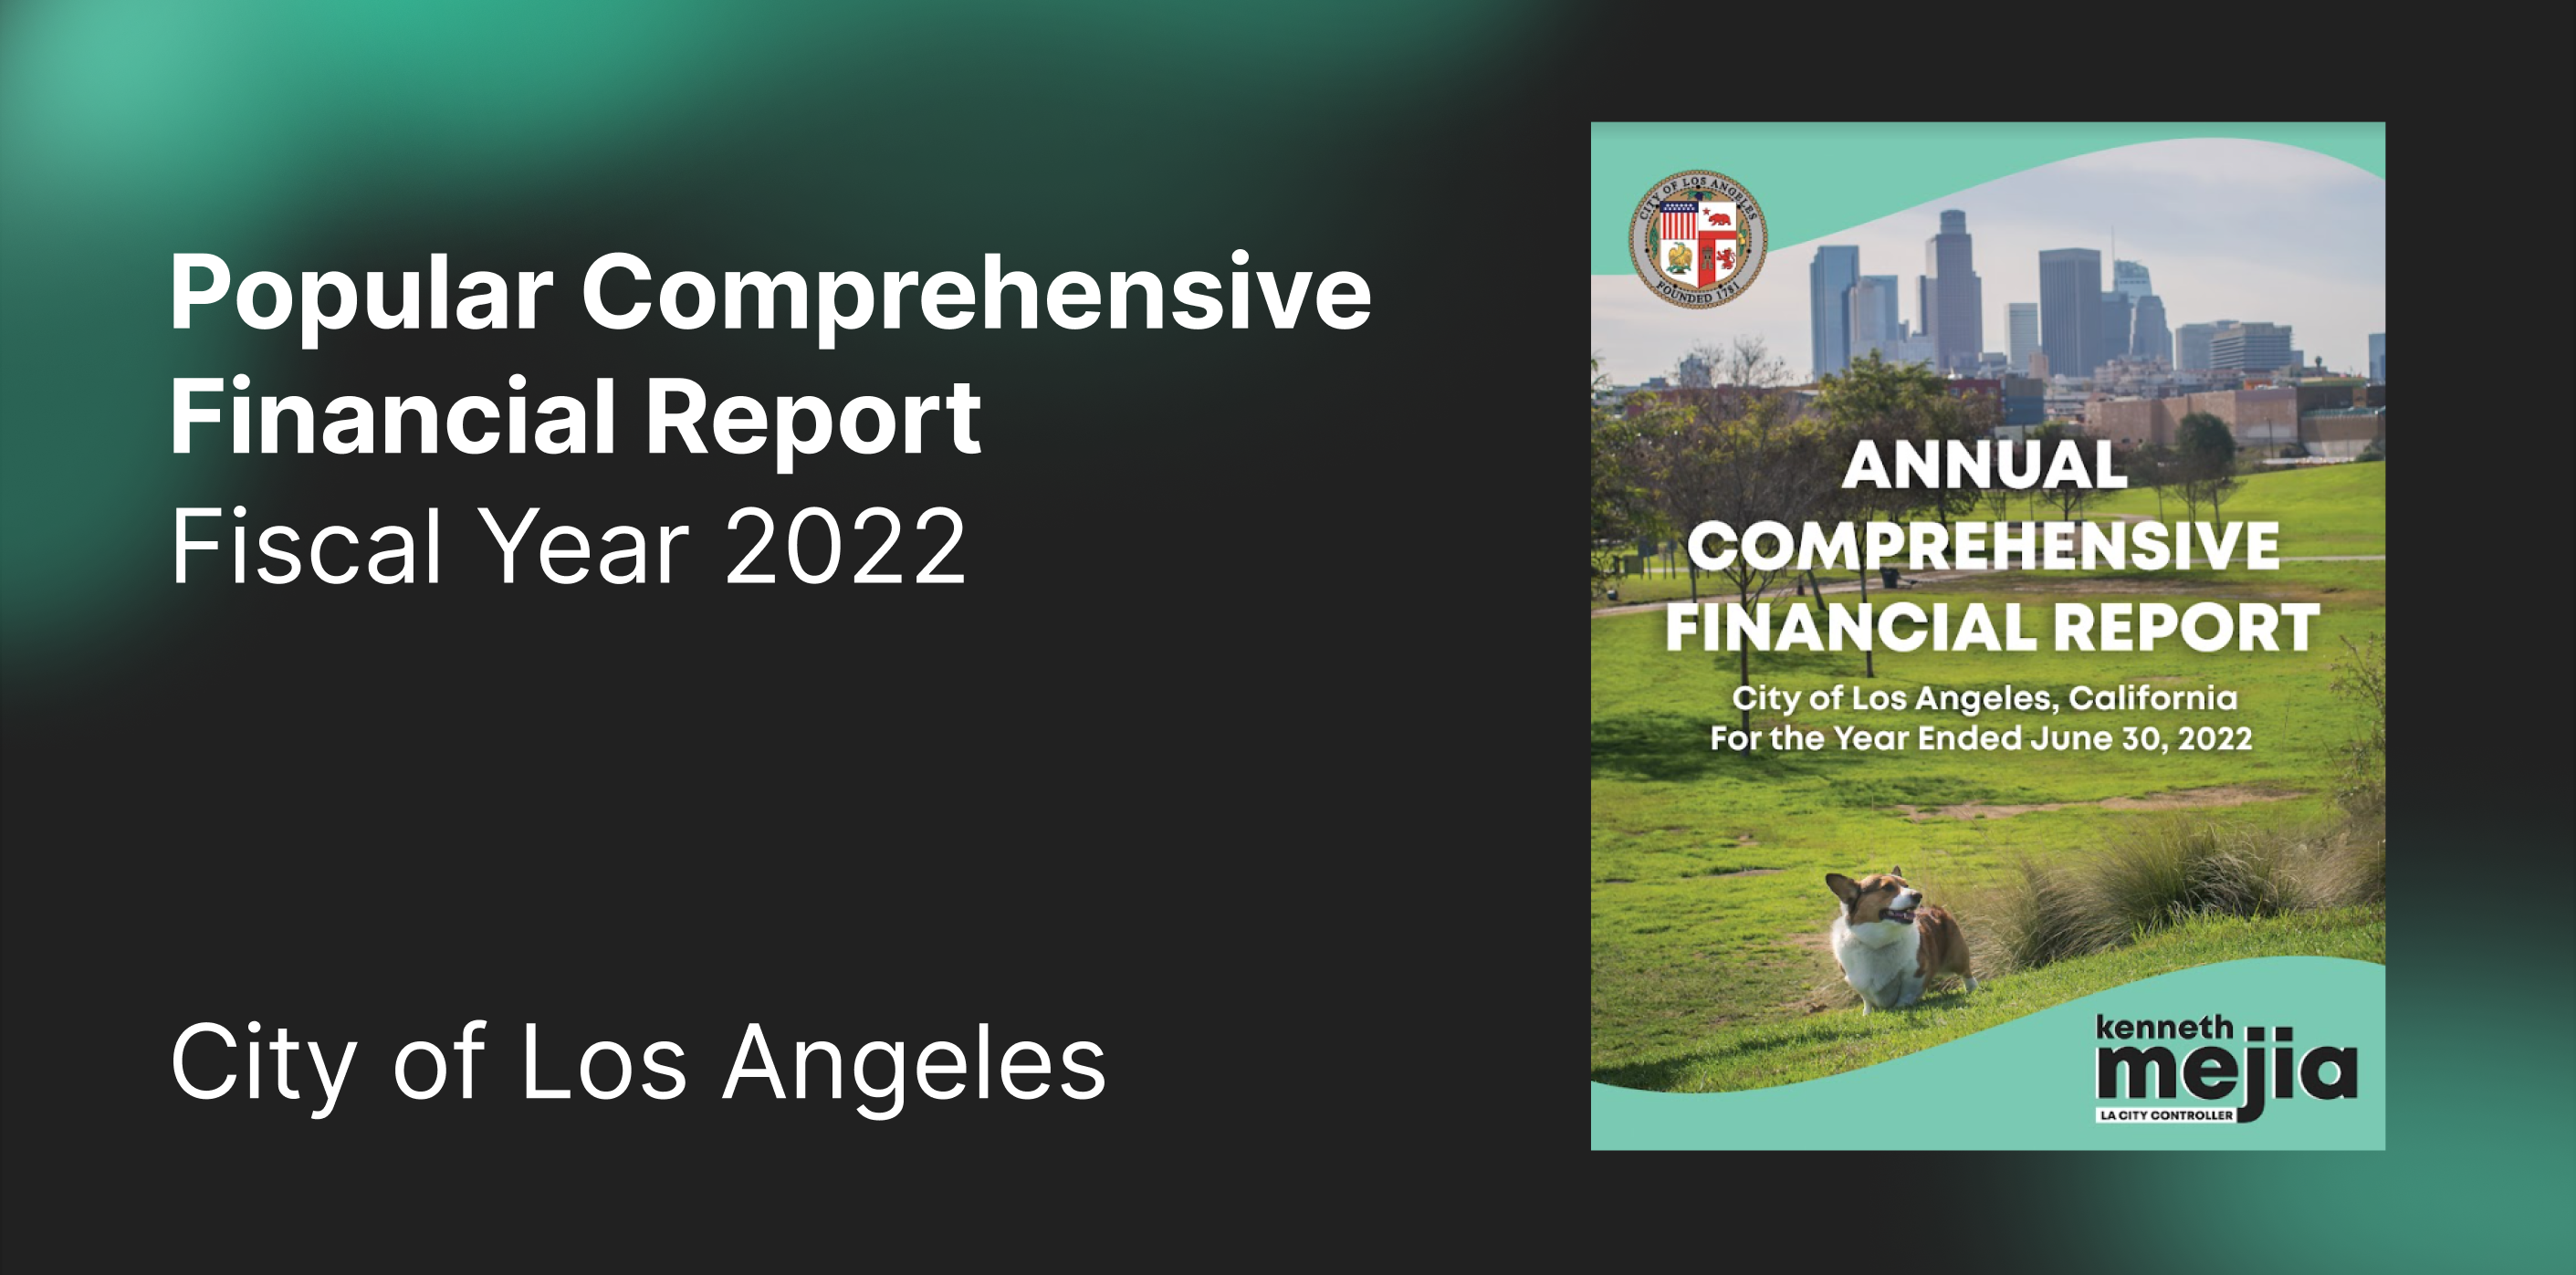 Popular Comprehensive
Financial Report
Fiscal Year 2022
City of Los Angeles
CITY OF LOS ANGELES
FOUNDED 1781
ANNUAL
COMPREHENSIVE
FINANCIAL REPORT
City of Los Angeles, California
For the Year Ended June 30, 2022
kenneth
mejia
LA CITY CONTROLLER